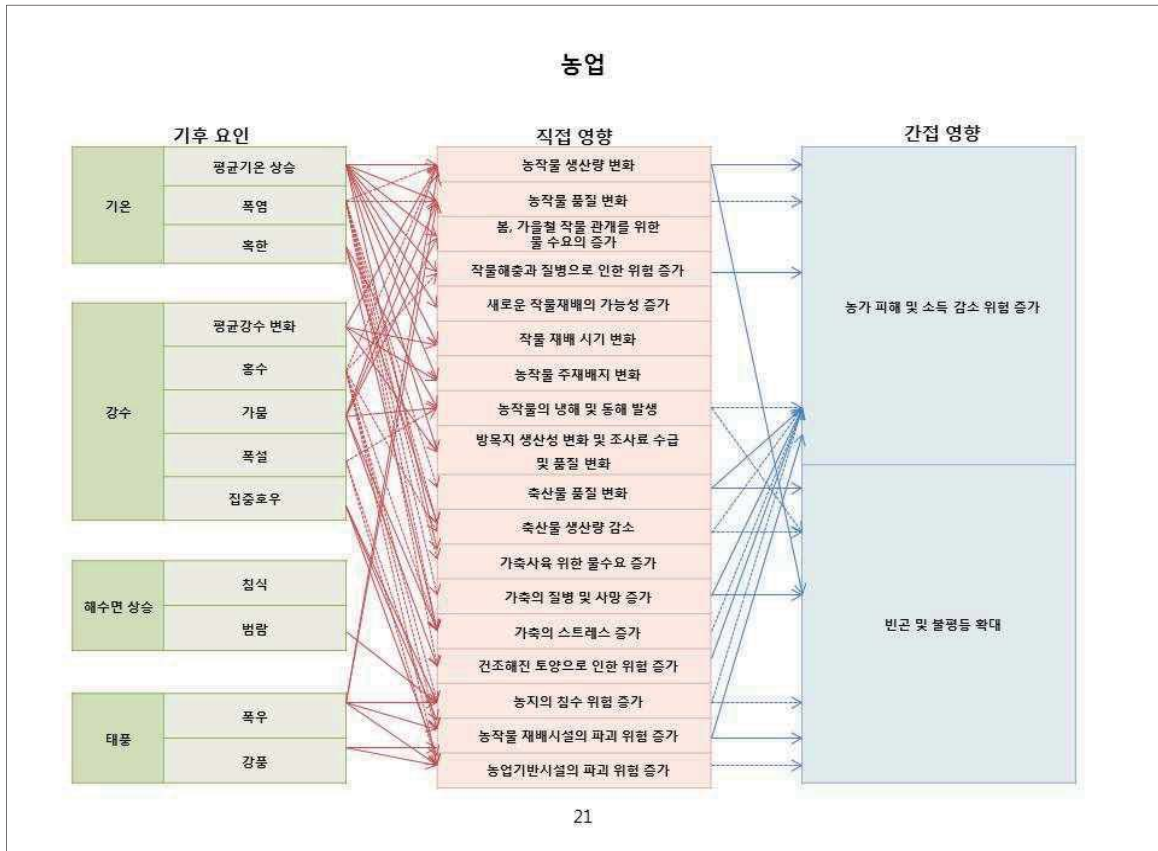 농업
기후 요인
직접 영향
간접 영향
기온
평균기온 상승
폭염
혹한
강수
평균강수 변화
홍수
가뭄
폭설
집중호우
해수면 상승
침식
범람
태풍
폭우
강풍
농작물 생산량 변화
농작물 품질 변화
봄, 가을철 작물 관개를 위한
물 수요의 증가
작물해충과 질병으로 인한 위험 증가
새로운 작물재배의 가능성 증가
작물 재배 시기 변화
농작물 주재배지 변화
농작물의 냉해 및 동해 발생
방목지 생산성 변화 및 조사료 수급
및 품질 변화
축산물 품질 변화
축산물 생산량 감소
가축사육 위한 물수요 증가
가축의 질병 및 사망 증가
가축의 스트레스 증가
건조해진 토양으로 인한 위험 증가
농지의 침수 위험 증가
농작물 재배시설의 파괴 위험 증가
농업기반시설의 파괴 위험 증가
농가 피해 및 소득 감소 위험 증가
빈곤 및 불평등 확대
21